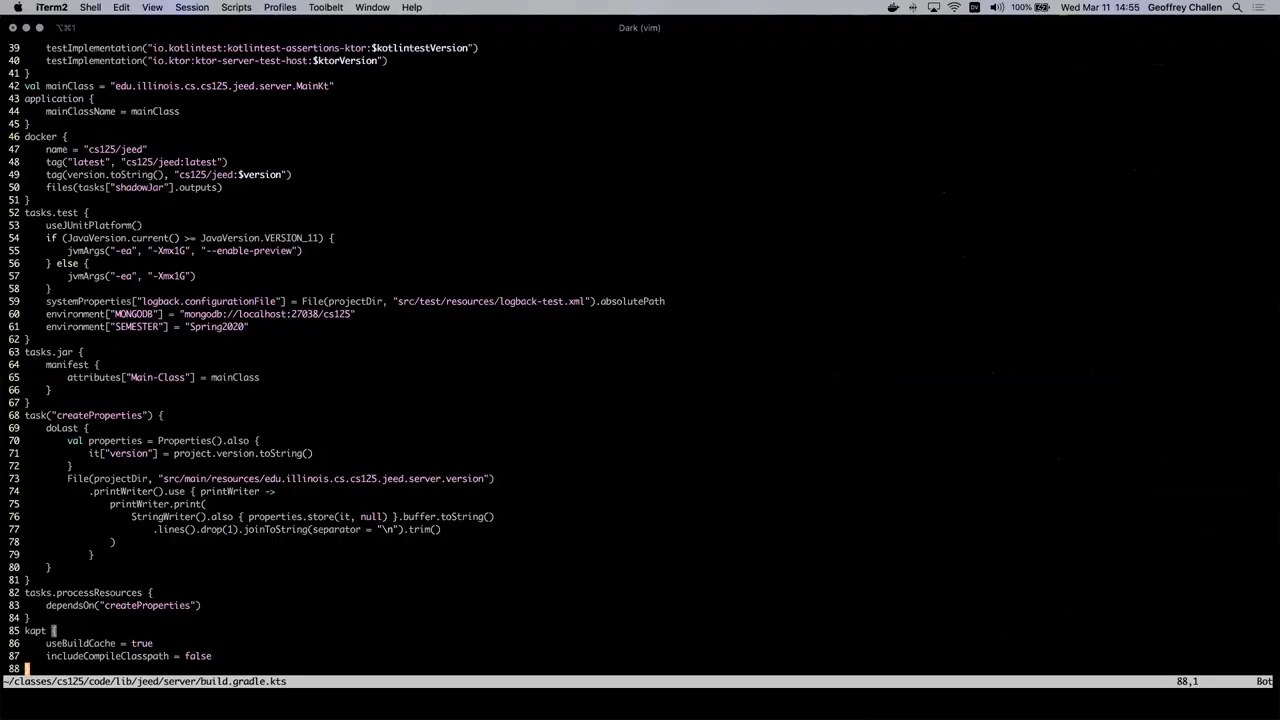 iTerm2 Shell Edit View Session Scripts Profiles Toolbelt Window Help 100% Wed Mar 11 14:55 Geoffrey Challen
⌥⌘1 Dark (vim)
39 testImplementation("io.kotlintest:kotlintest-assertions-ktor:$kotlintestVersion")
40 testImplementation("io.ktor:ktor-server-test-host:$ktorVersion")
41 }
42 val mainClass = "edu.illinois.cs.cs125.jeed.server.MainKt"
43 application {
44 mainClassName = mainClass
45 }
46 docker {
47 name = "cs125/jeed"
48 tag("latest", "cs125/jeed:latest")
49 tag(version.toString(), "cs125/jeed:$version")
50 files(tasks["shadowJar"].outputs)
51 }
52 tasks.test {
53 useJUnitPlatform()
54 if (JavaVersion.current() >= JavaVersion.VERSION_11) {
55 jvmArgs("-ea", "-Xmx1G", "--enable-preview")
56 } else {
57 jvmArgs("-ea", "-Xmx1G")
58 }
59 systemProperties["logback.configurationFile"] = File(projectDir, "src/test/resources/logback-test.xml").absolutePath
60 environment["MONGODB"] = "mongodb://localhost:27038/cs125"
61 environment["SEMESTER"] = "Spring2020"
62 }
63 tasks.jar {
64 manifest {
65 attributes["Main-Class"] = mainClass
66 }
67 }
68 task("createProperties") {
69 doLast {
70 val properties = Properties().also {
71 it["version"] = project.version.toString()
72 }
73 File(projectDir, "src/main/resources/edu.illinois.cs.cs125.jeed.server.version")
74 .printWriter().use { printWriter ->
75 printWriter.print(
76 StringWriter().also { properties.store(it, null) }.buffer.toString()
77 .lines().drop(1).joinToString(separator = "\n").trim()
78 )
79 }
80 }
81 }
82 tasks.processResources {
83 dependsOn("createProperties")
84 }
85 kapt {
86 useBuildCache = true
87 includeCompileClasspath = false
88
~/classes/cs125/code/lib/jeed/server/build.gradle.kts 88,1 Bot